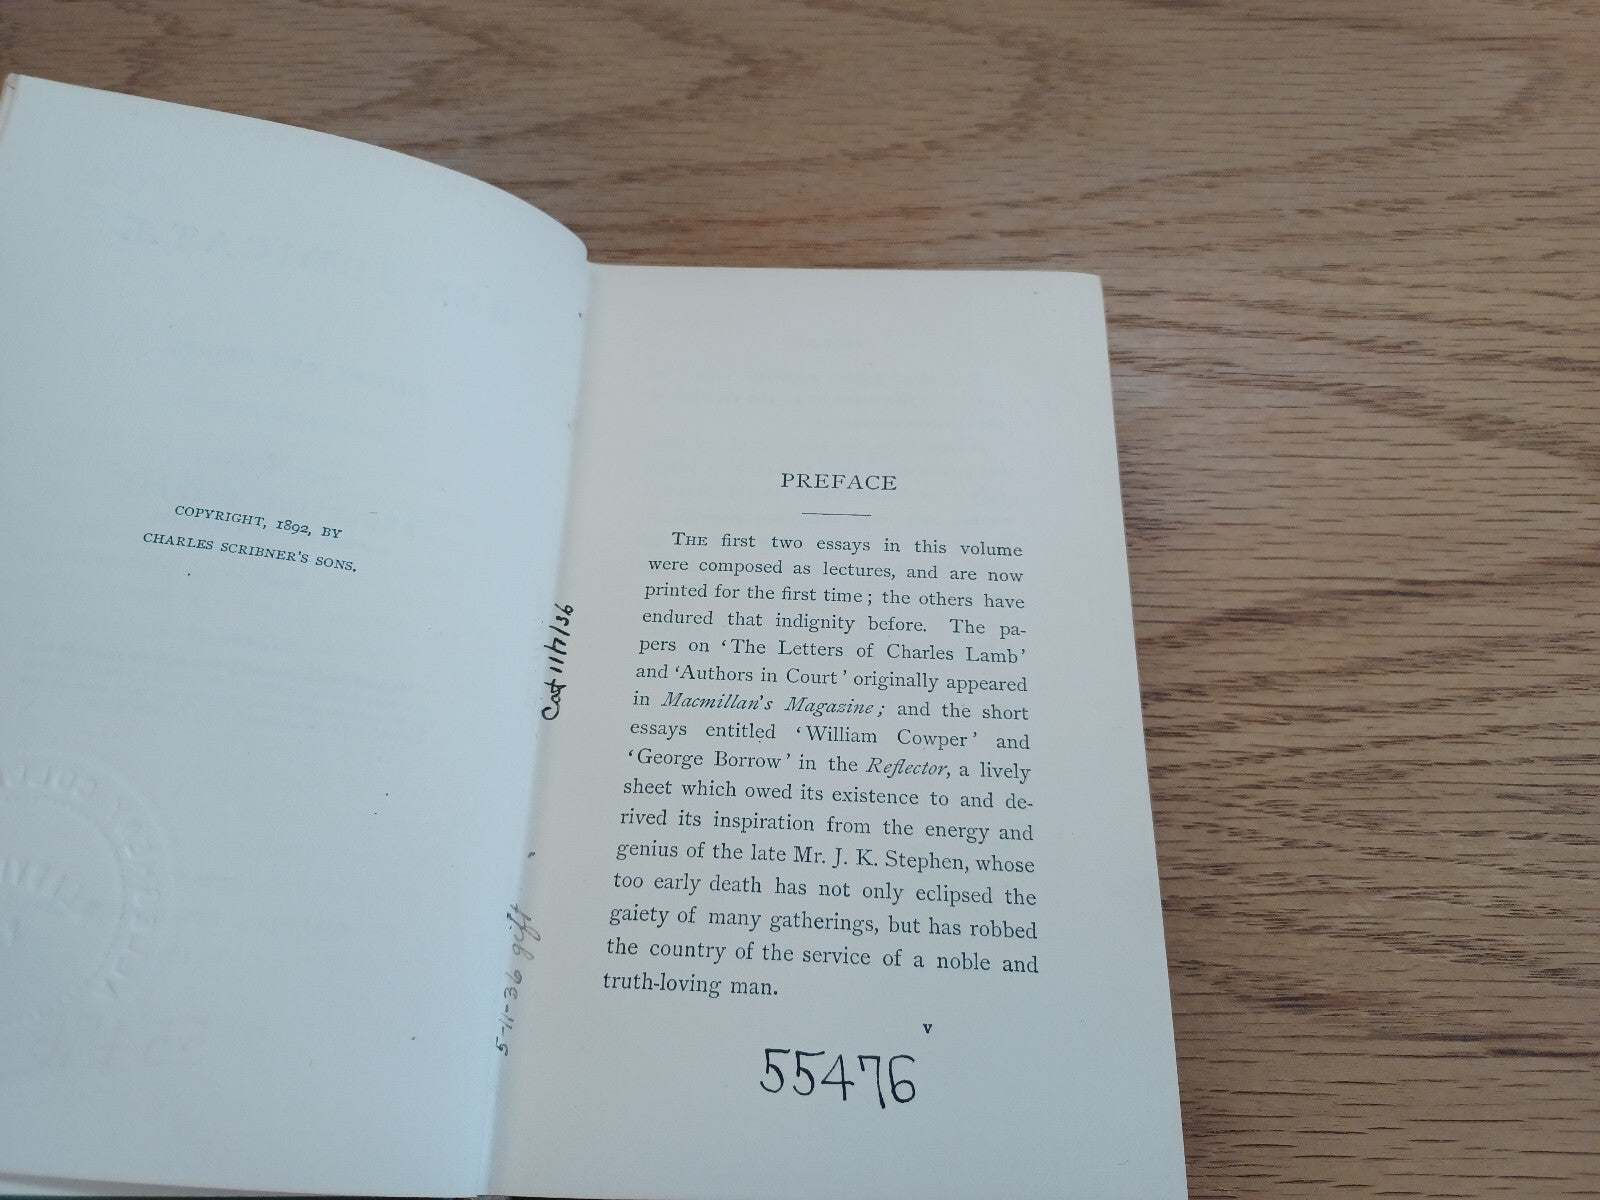 COPYRIGHT, 1892, BY
CHARLES SCRIBNER'S SONS.
Cat 11/7/36
5-11-36 gift
PREFACE
THE first two essays in this volume
were composed as lectures, and are now
printed for the first time; the others have
endured that indignity before. The pa-
pers on 'The Letters of Charles Lamb'
and 'Authors in Court' originally appeared
in Macmillan's Magazine; and the short
essays entitled 'William Cowper' and
'George Borrow' in the Reflector, a lively
sheet which owed its existence to and de-
rived its inspiration from the energy and
genius of the late Mr. J. K. Stephen, whose
too early death has not only eclipsed the
gaiety of many gatherings, but has robbed
the country of the service of a noble and
truth-loving man.
v
55476